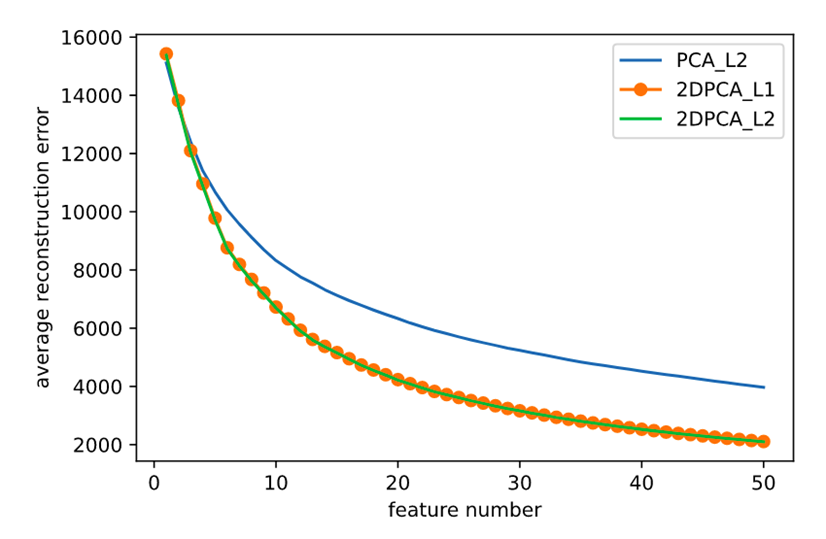 16000
14000
12000
10000
8000
6000
4000
2000
average reconstruction error
0 10 20 30 40 50
feature number
PCA_L2
2DPCA_L1
2DPCA_L2